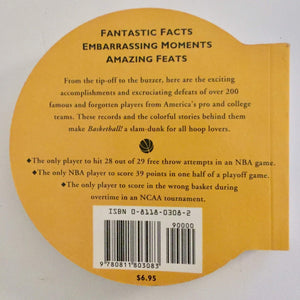 FANTASTIC FACTS
EMBARRASSING MOMENTS
AMAZING FEATS
From the tip-off to the buzzer, here are the exciting
accomplishments and excrociating defeats of over 200
famous and forgotten players from America's pro and college
teams. These records and the colorful stories behind them
make Basketball! a slam-dunk for all hoop lovers.
◆The only player to hit 28 out of 29 free throw attempts in an NBA game.
◆The only NBA player to score 39 points in one half of a playoff game.
◆The only player to score in the wrong basket during
overtime in an NCAA tournament.
ISBN 0-8118-0308-2
90000
9 780811 803083
$6.95